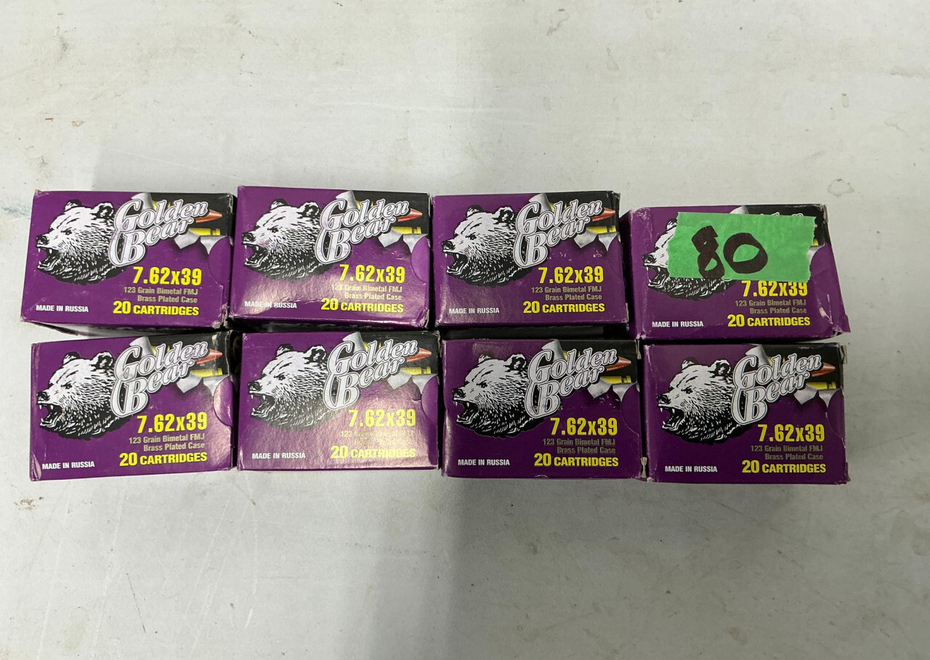 Golden
Bear
7.62x39
123 Grain Bimetal FMJ
Brass Plated Case
MADE IN RUSSIA
20 CARTRIDGES
Golden
Bear
7.62x39
123 Grain Bimetal FMJ
Brass Plated Case
MADE IN RUSSIA
20 CARTRIDGES
Golden
Bear
7.62x39
123 Grain Bimetal FMJ
Brass Plated Case
MADE IN RUSSIA
20 CARTRIDGES
80
7.62x39
123 Grain Bimetal FMJ
Brass Plated Case
MADE IN RUSSIA
20 CARTRIDGES
Golden
Bear
7.62x39
123 Grain Bimetal FMJ
Brass Plated Case
MADE IN RUSSIA
20 CARTRIDGES
Golden
Bear
7.62x39
123
MADE IN RUSSIA
20 CARTRIDGES
Golden
Bear
7.62x39
123 Grain Bimetal FMJ
Brass Plated Case
MADE IN RUSSIA
20 CARTRIDGES
Golden
Bear
7.62x39
123 Grain Bimetal FMJ
Brass Plated Case
MADE IN RUSSIA
20 CARTRIDGES